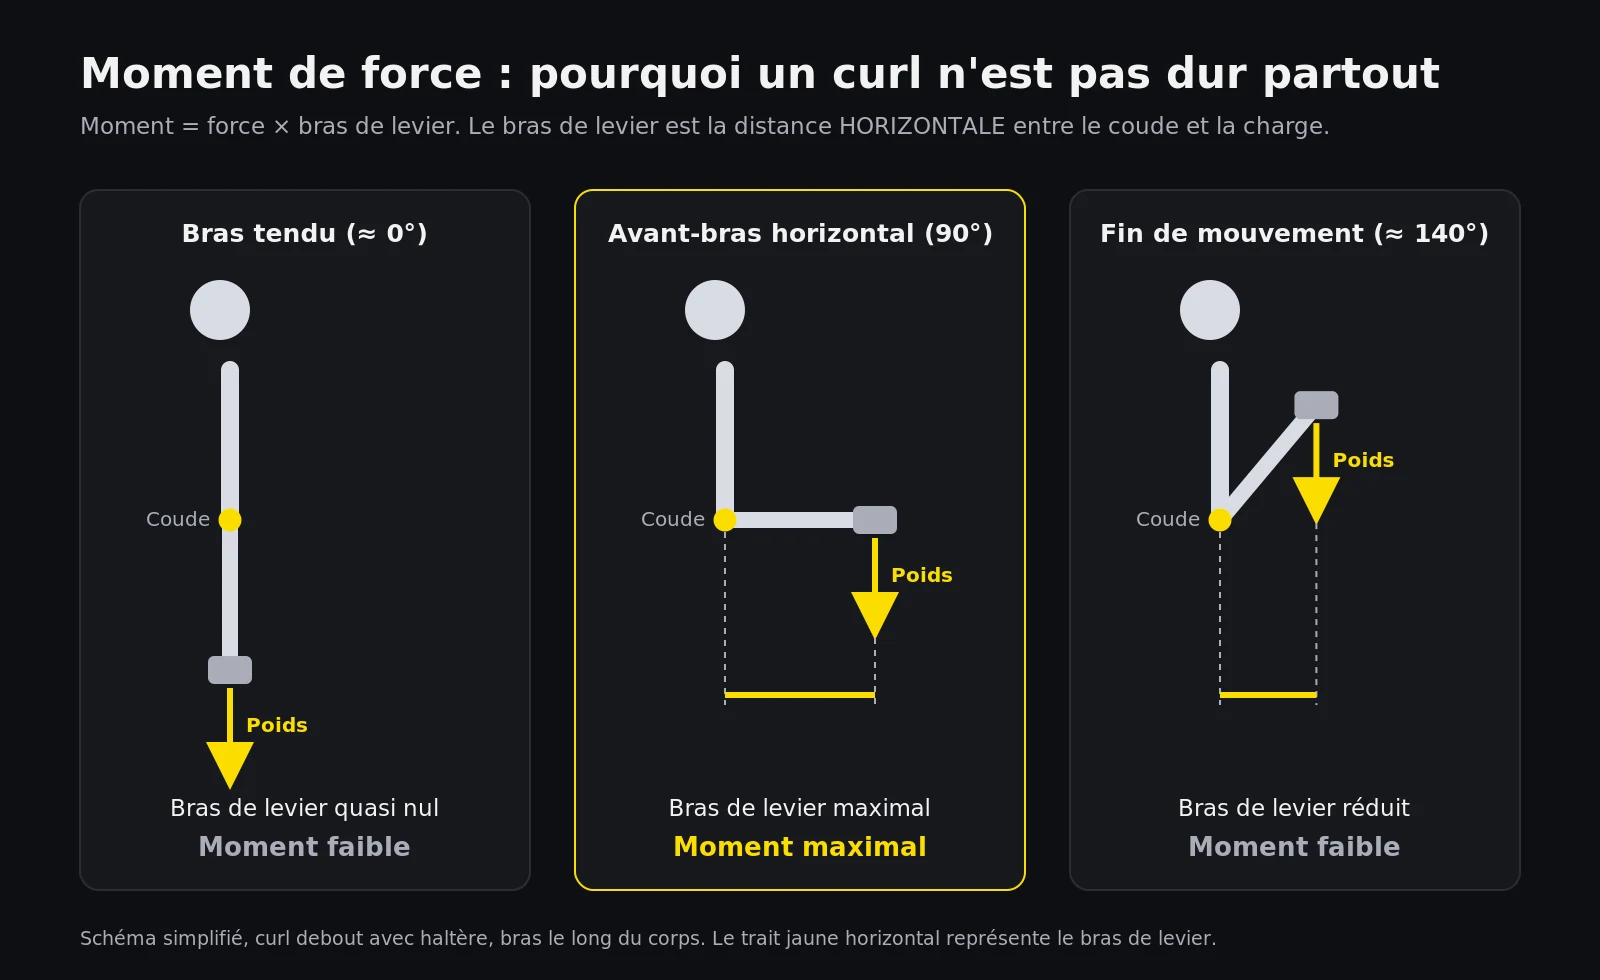 Moment de force : pourquoi un curl n'est pas dur partout
Moment = force × bras de levier. Le bras de levier est la distance HORIZONTALE entre le coude et la charge.
Bras tendu (≈ 0°)
Coude
Poids
Bras de levier quasi nul
Moment faible
Avant-bras horizontal (90°)
Coude
Poids
Bras de levier maximal
Moment maximal
Fin de mouvement (≈ 140°)
Poids
Coude
Bras de levier réduit
Moment faible
Schéma simplifié, curl debout avec haltère, bras le long du corps. Le trait jaune horizontal représente le bras de levier.